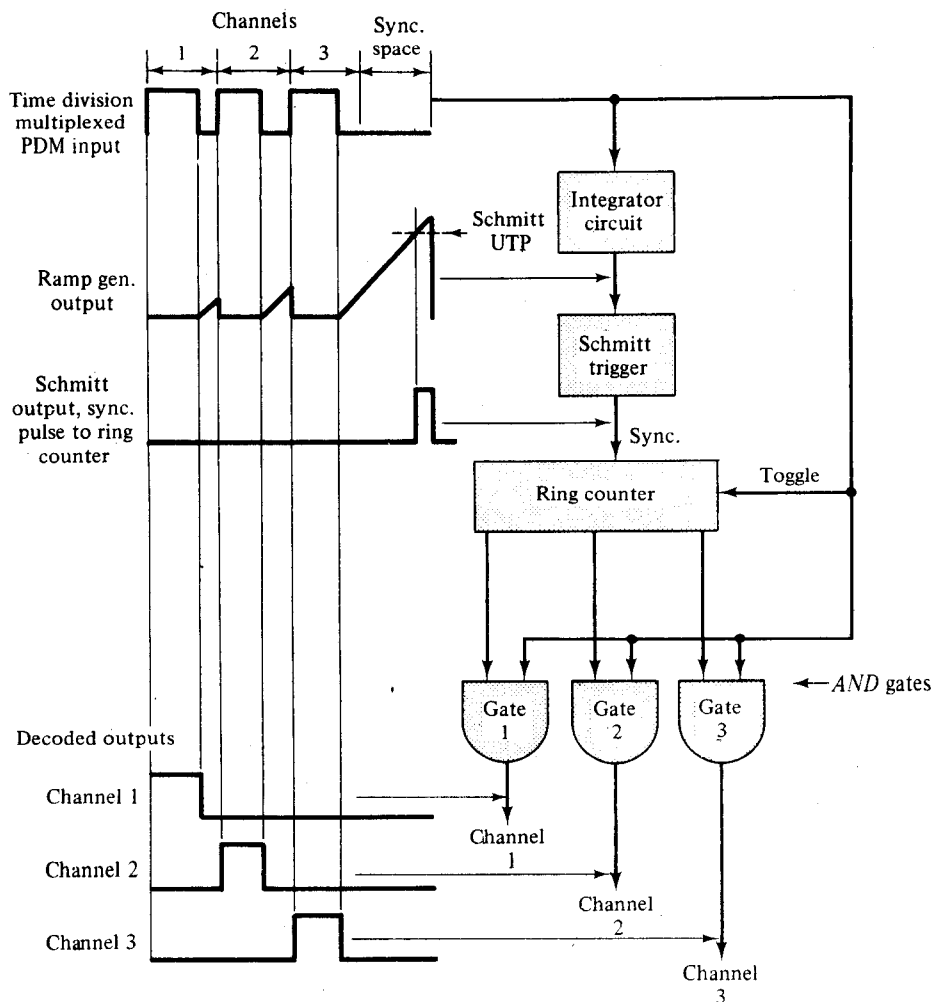 Channels
1
2
3
Sync.
space
Time division
multiplexed
PDM input
Integrator
circuit
Schmitt
UTP
Ramp gen.
output
Schmitt
trigger
Schmitt
output, sync.
pulse to ring
counter
Sync.
Ring counter
Toggle
AND gates
Gate
1
Gate
2
Gate
3
Decoded outputs
Channel 1
Channel
1
Channel 2
Channel
2
Channel 3
Channel
3